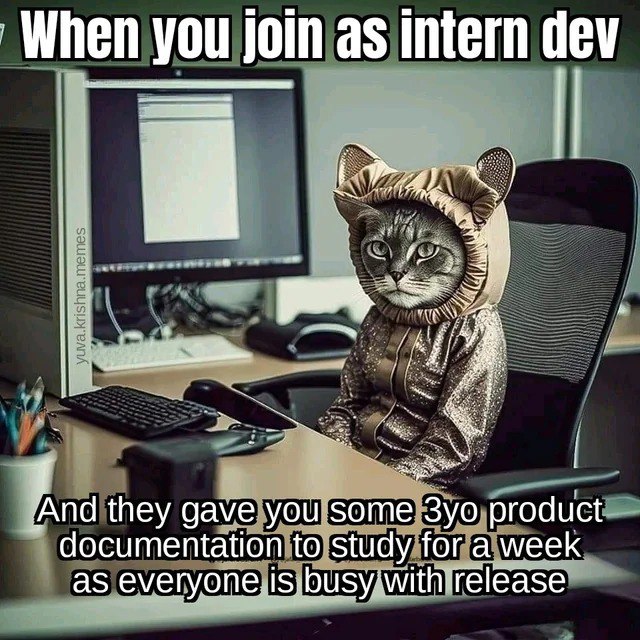 When you join as intern dev
yuva.krishna.memes
And they gave you some 3yo product
documentation to study for a week
as everyone is busy with release